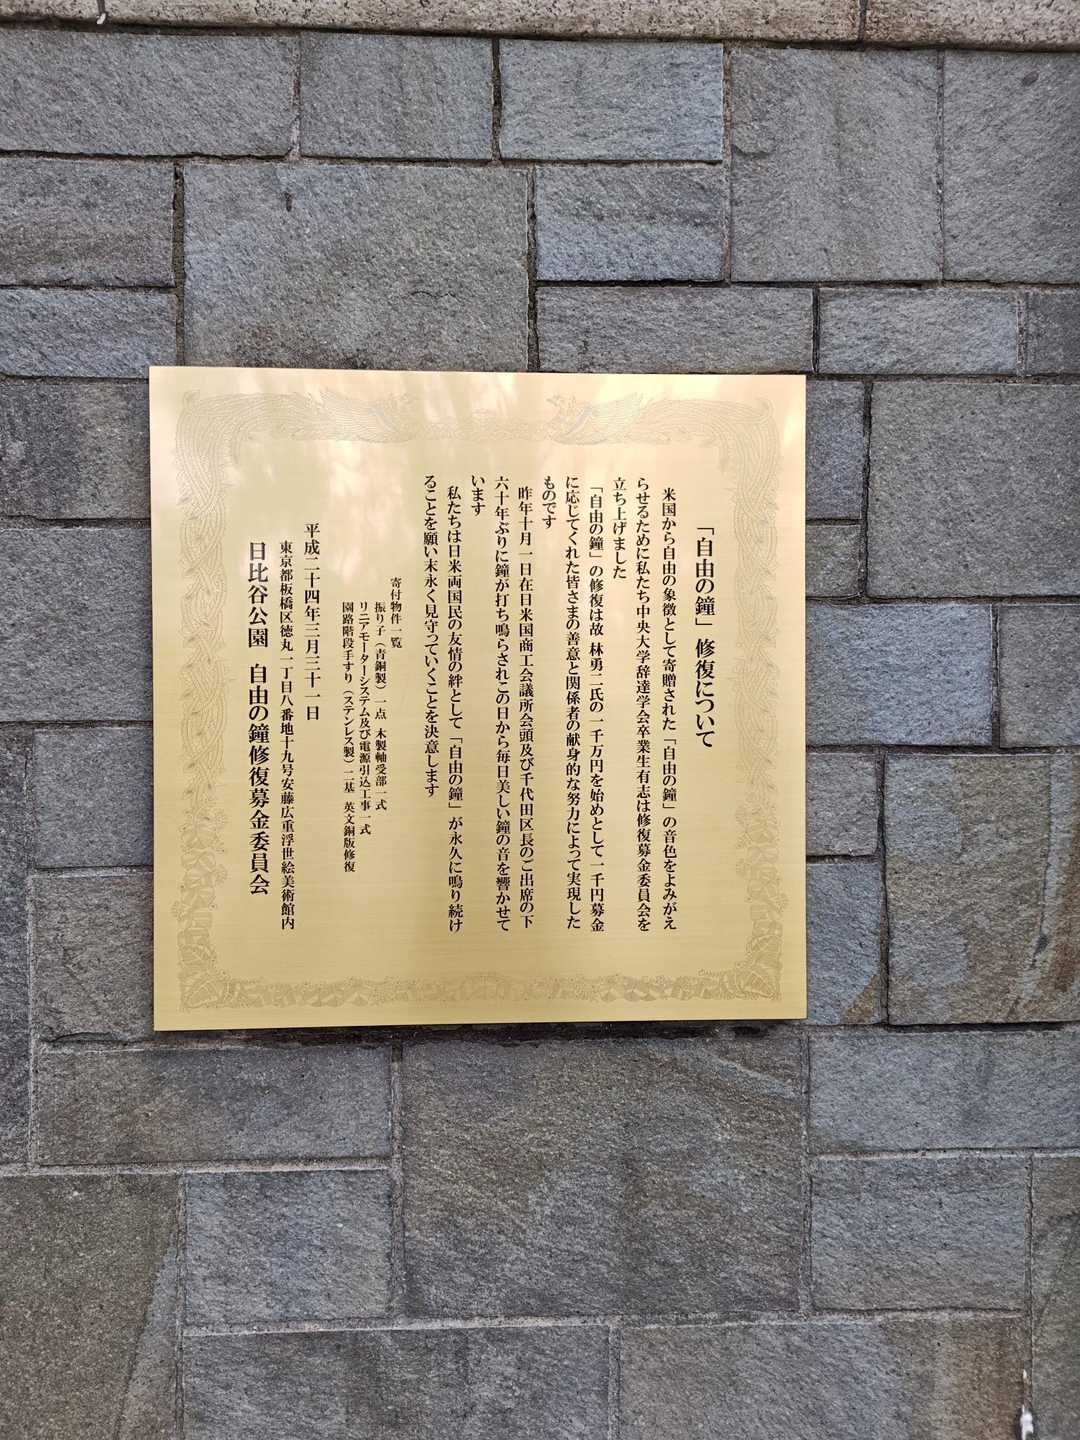 「自由の鐘」修復について
米国から自由の象徴として寄贈された「自由の鐘」の音色をよみがえ
らせるために私たち中央大学辞達学会卒業生有志は修復募金委員会を
立ち上げました
「自由の鐘」の修復は故 林勇二氏の一千万円を始めとして一千円募金
に応じてくれた皆さまの善意と関係者の献身的な努力によって実現した
ものです
昨年十月一日在日米国商工会議所会頭及び千代田区長のご出席の下
六十年ぶりに鐘が打ち鳴らされこの日から毎日美しい鐘の音を響かせて
います
私たちは日米両国民の友情の絆として「自由の鐘」が永久に鳴り続け
ることを願い末永く見守っていくことを決意します
寄付物件一覧
振り子（青銅製）一点 木製軸受部一式
リニアモーターシステム及び電源引込工事一式
園路階段手すり（ステンレス製）二基 英文銅版修復
平成二十四年三月三十一日
東京都板橋区徳丸一丁目八番地十九号安藤広重浮世絵美術館内
日比谷公園 自由の鐘修復募金委員会